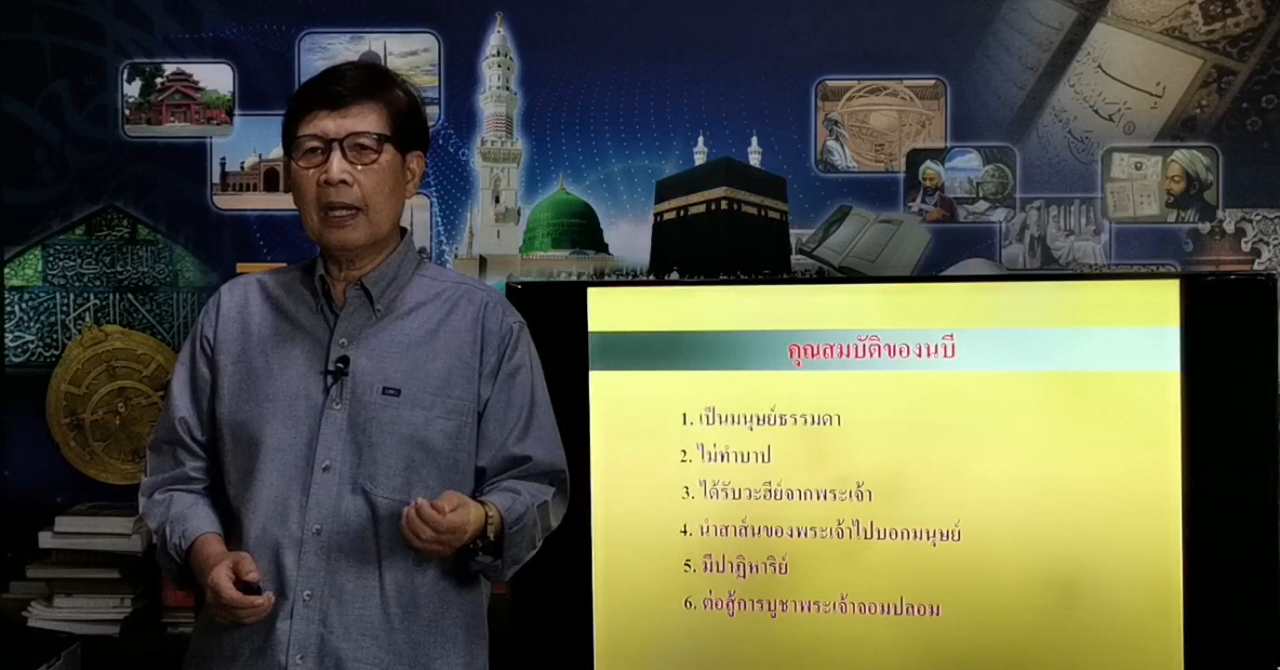 คุณสมบัติของนบี
1. เป็นมนุษย์ธรรมดา
2. ไม่ทำบาป
3. ได้รับวะฮีย์จากพระเจ้า
4. นำสาส์นของพระเจ้าไปบอกมนุษย์
5. มีปาฏิหาริย์
6. ต่อสู้การบูชาพระเจ้าจอมปลอม